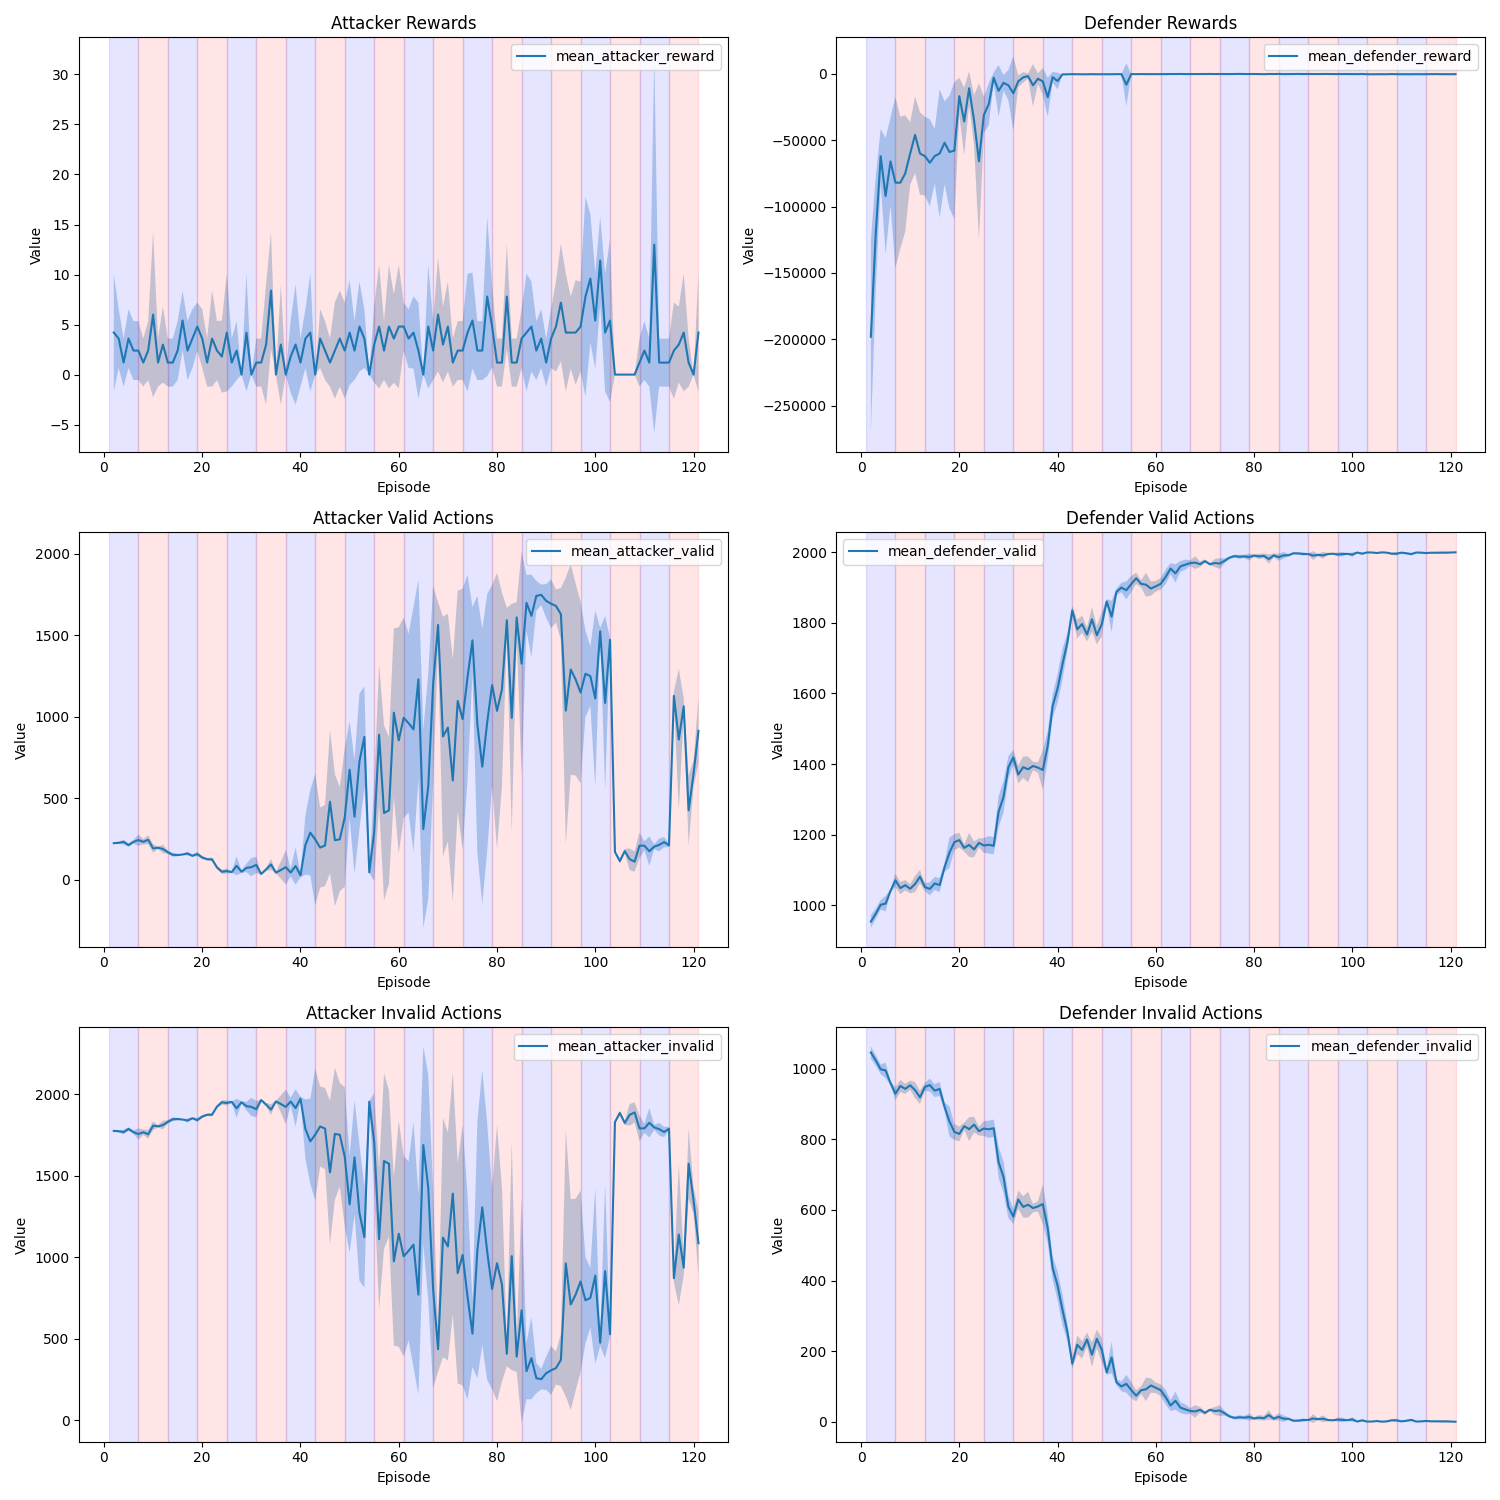 Attacker Rewards
mean_attacker_reward
Value
30
25
20
15
10
5
0
−5
0 20 40 60 80 100 120
Episode
Defender Rewards
mean_defender_reward
Value
0
−50000
−100000
−150000
−200000
−250000
0 20 40 60 80 100 120
Episode
Attacker Valid Actions
mean_attacker_valid
Value
2000
1500
1000
500
0
0 20 40 60 80 100 120
Episode
Defender Valid Actions
mean_defender_valid
Value
2000
1800
1600
1400
1200
1000
0 20 40 60 80 100 120
Episode
Attacker Invalid Actions
mean_attacker_invalid
Value
2000
1500
1000
500
0
0 20 40 60 80 100 120
Episode
Defender Invalid Actions
mean_defender_invalid
Value
1000
800
600
400
200
0
0 20 40 60 80 100 120
Episode